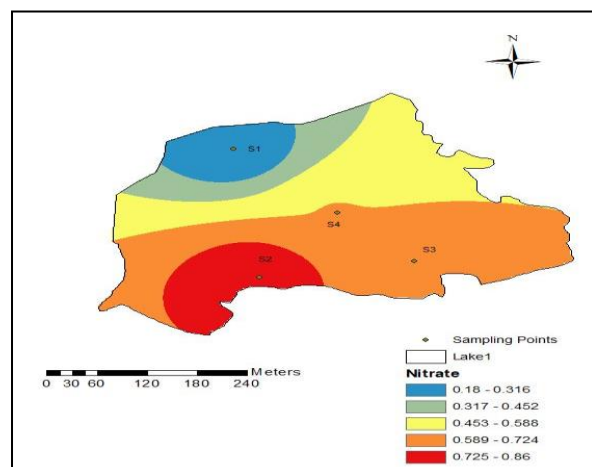 N
S1
S4
S2
S3
Sampling Points
Lake1
Nitrate
0.18 - 0.316
0.317 - 0.452
0.453 - 0.588
0.589 - 0.724
0.725 - 0.86
Meters
0 30 60 120 180 240